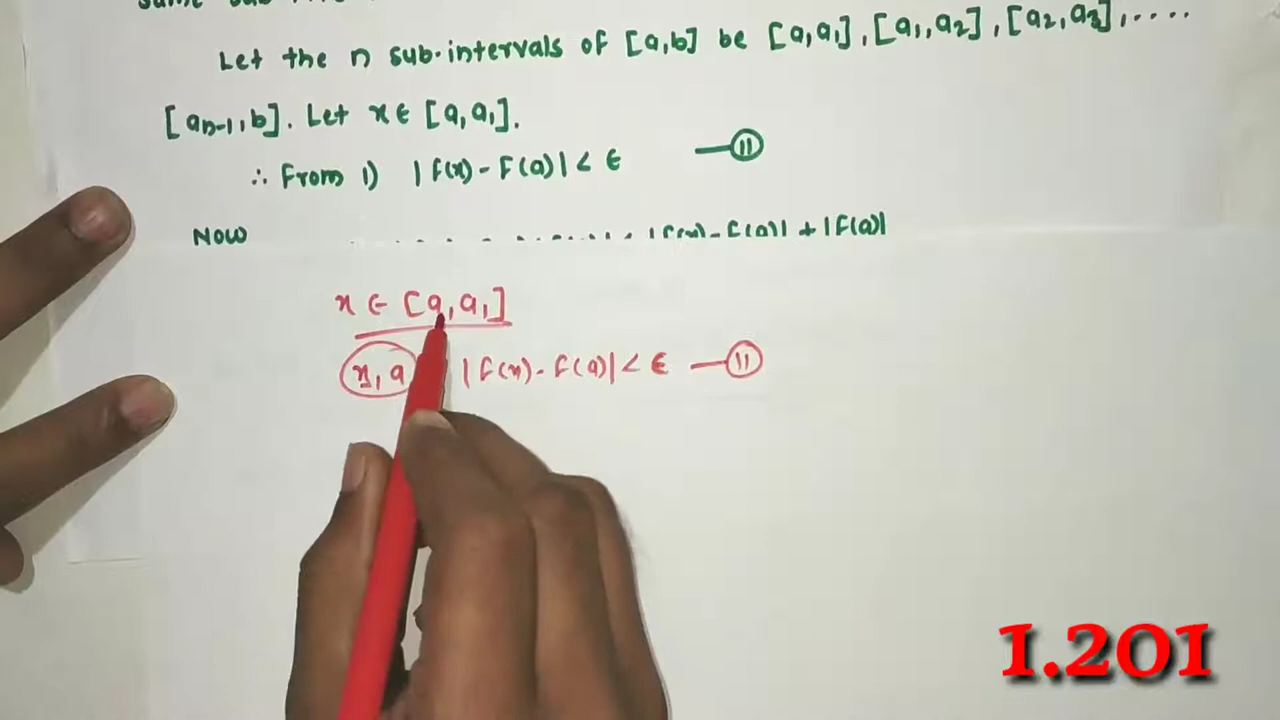 Let the n sub-intervals of [a,b] be [a,a1],[a1,a2],[a2,a3],....
[an-1,b]. Let x ∈ [a,a1].
∴ From 1) |f(x)-f(a)| < ϵ —⑪
Now |f(x)-f(a)| + |f(a)|
x ∈ [a,a1]
x, a |f(x)-f(a)| < ϵ —⑪
1.201